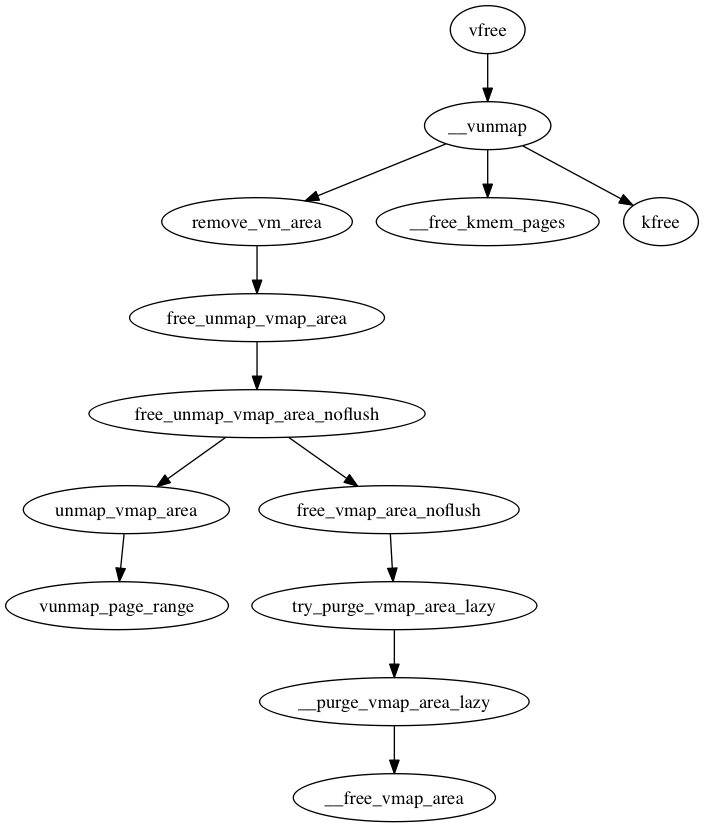 vfree
__vunmap
remove_vm_area
__free_kmem_pages
kfree
free_unmap_vmap_area
free_unmap_vmap_area_noflush
unmap_vmap_area
free_vmap_area_noflush
vunmap_page_range
try_purge_vmap_area_lazy
__purge_vmap_area_lazy
__free_vmap_area